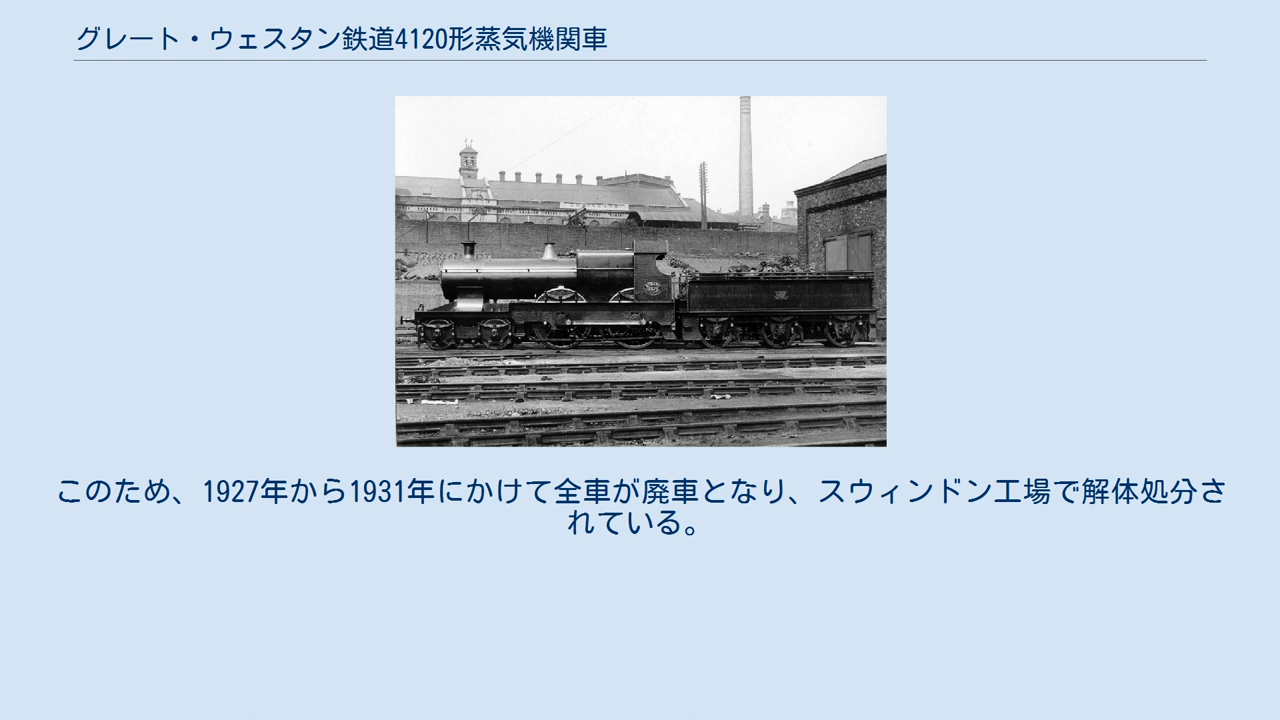 グレート・ウェスタン鉄道4120形蒸気機関車
このため、1927年から1931年にかけて全車が廃車となり、スウィンドン工場で解体処分さ
れている。